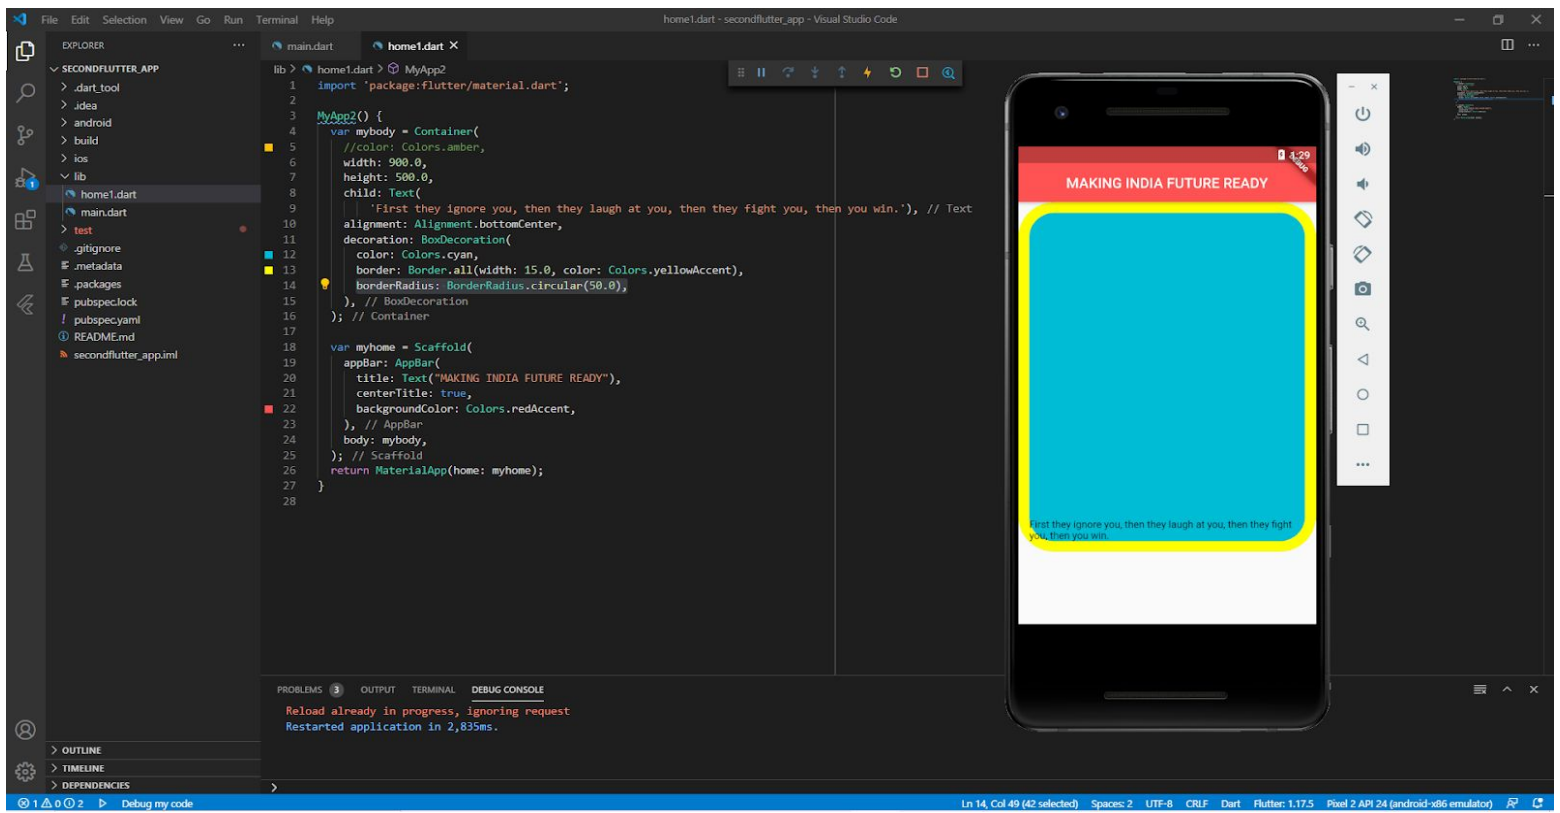 File Edit Selection View Go Run Terminal Help
home1.dart - secondflutter_app - Visual Studio Code
EXPLORER
SECONDFLUTTER_APP
.dart_tool
.idea
android
build
ios
lib
home1.dart
main.dart
test
.gitignore
.metadata
.packages
pubspec.lock
pubspec.yaml
README.md
secondflutter_app.iml
OUTLINE
TIMELINE
DEPENDENCIES
main.dart home1.dart
lib > home1.dart > MyApp2
1 import 'package:flutter/material.dart';
2
3 MyApp2() {
4 var mybody = Container(
5 //color: Colors.amber,
6 width: 900.0,
7 height: 500.0,
8 child: Text(
9 'First they ignore you, then they laugh at you, then they fight you, then you win.'), // Text
10 alignment: Alignment.bottomCenter,
11 decoration: BoxDecoration(
12 color: Colors.cyan,
13 border: Border.all(width: 15.0, color: Colors.yellowAccent),
14 borderRadius: BorderRadius.circular(50.0),
15 ), // BoxDecoration
16 ); // Container
17
18 var myhome = Scaffold(
19 appBar: AppBar(
20 title: Text("MAKING INDIA FUTURE READY"),
21 centerTitle: true,
22 backgroundColor: Colors.redAccent,
23 ), // AppBar
24 body: mybody,
25 ); // Scaffold
26 return MaterialApp(home: myhome);
27 }
28
1:29
DEBUG
MAKING INDIA FUTURE READY
First they ignore you, then they laugh at you, then they fight
you, then you win.
PROBLEMS 3 OUTPUT TERMINAL DEBUG CONSOLE
Reload already in progress, ignoring request
Restarted application in 2,835ms.
1 0 2 Debug my code
Ln 14, Col 49 (42 selected) Spaces: 2 UTF-8 CRLF Dart Flutter: 1.17.5 Pixel 2 API 24 (android-x86 emulator)